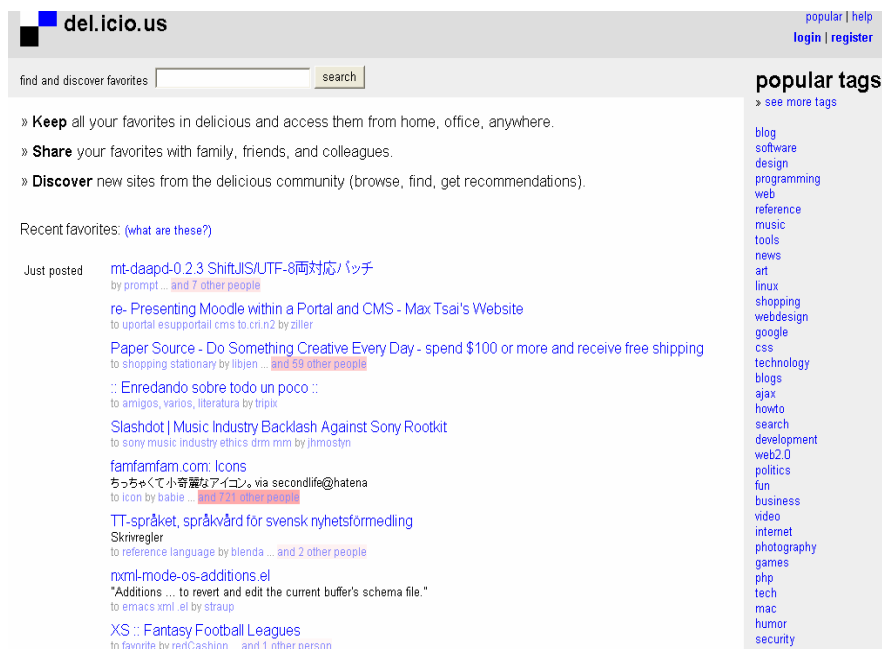 del.icio.us
popular | help
login | register
find and discover favorites
search
» Keep all your favorites in delicious and access them from home, office, anywhere.
» Share your favorites with family, friends, and colleagues.
» Discover new sites from the delicious community (browse, find, get recommendations).
Recent favorites: (what are these?)
Just posted
mt-daapd-0.2.3 ShiftJIS/UTF-8両対応パッチ
by prompt ... and 7 other people
re- Presenting Moodle within a Portal and CMS - Max Tsai's Website
to uportal esupportail cms to.cri.n2 by ziller
Paper Source - Do Something Creative Every Day - spend $100 or more and receive free shipping
to shopping stationary by libjen ... and 59 other people
:: Enredando sobre todo un poco ::
to amigos, varios, literatura by tripix
Slashdot | Music Industry Backlash Against Sony Rootkit
to sony music industry ethics drm mm by jhmostyn
famfamfam.com: Icons
ちっちゃくて小奇麗なアイコン。via secondlife@hatena
to icon by babie ... and 721 other people
TT-språket, språkvård för svensk nyhetsförmedling
Skrivregler
to reference language by blenda ... and 2 other people
nxml-mode-os-additions.el
"Additions ... to revert and edit the current buffer's schema file."
to emacs xml .el by straup
XS :: Fantasy Football Leagues
to favorite by redCashion ... and 1 other person
popular tags
» see more tags
blog
software
design
programming
web
reference
music
tools
news
art
linux
shopping
webdesign
google
css
technology
blogs
ajax
howto
search
development
web2.0
politics
fun
business
video
internet
photography
games
php
tech
mac
humor
security